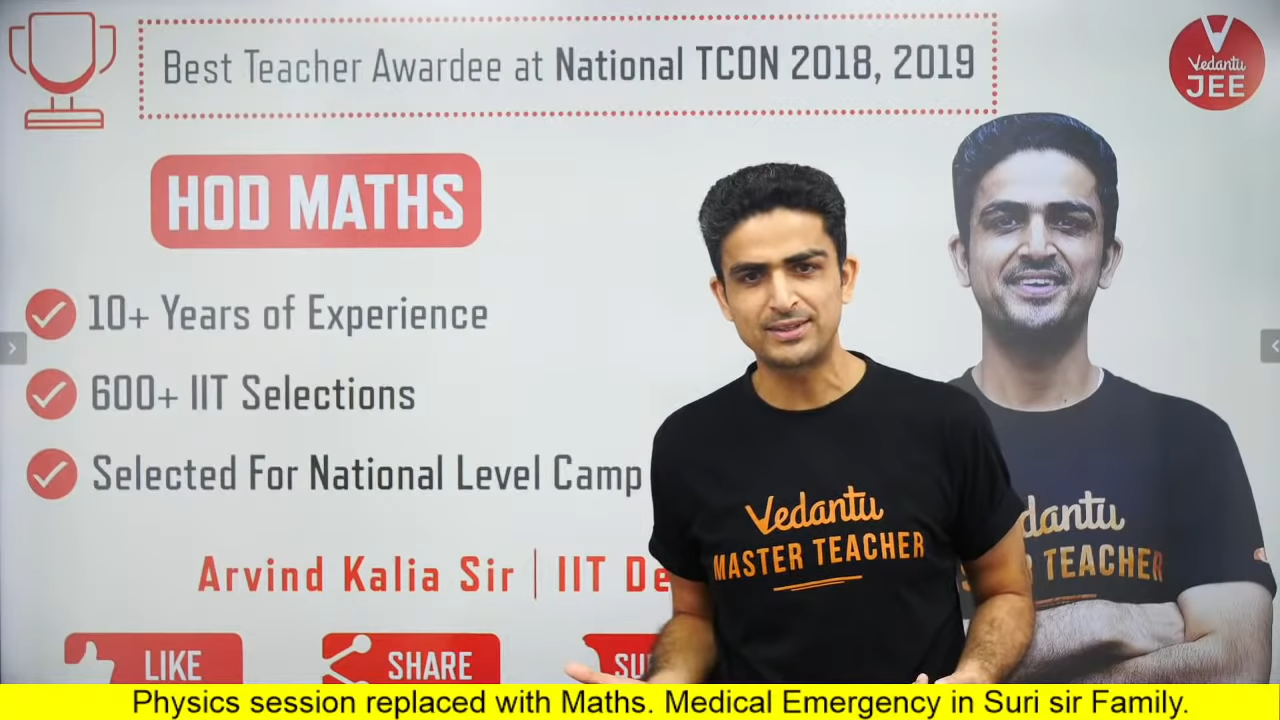 Best Teacher Awardee at National TCON 2018, 2019
Vedantu
JEE
HOD MATHS
10+ Years of Experience
600+ IIT Selections
Selected For National Level Camp
Vedantu
MASTER TEACHER
dantu
TEACHER
Arvind Kalia Sir | IIT De
LIKE
SHARE
SU
Physics session replaced with Maths. Medical Emergency in Suri sir Family.